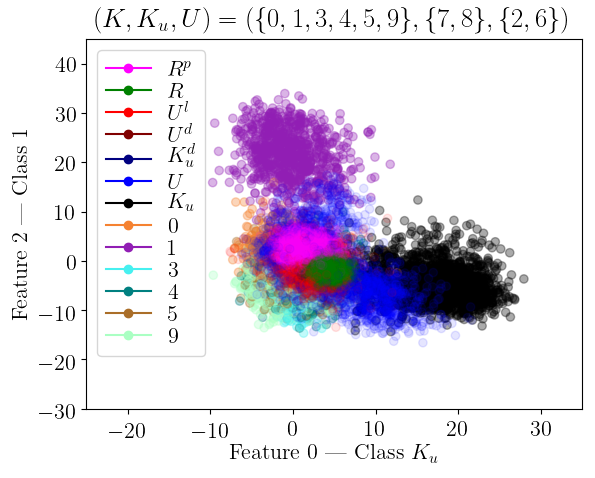 (K, K_u, U) = ({0, 1, 3, 4, 5, 9}, {7, 8}, {2, 6})
Feature 2 — Class 1
40
30
20
10
0
−10
−20
−30
R^p
R
U^l
U^d
K_u^d
U
K_u
0
1
3
4
5
9
−20
−10
0
10
20
30
Feature 0 — Class K_u